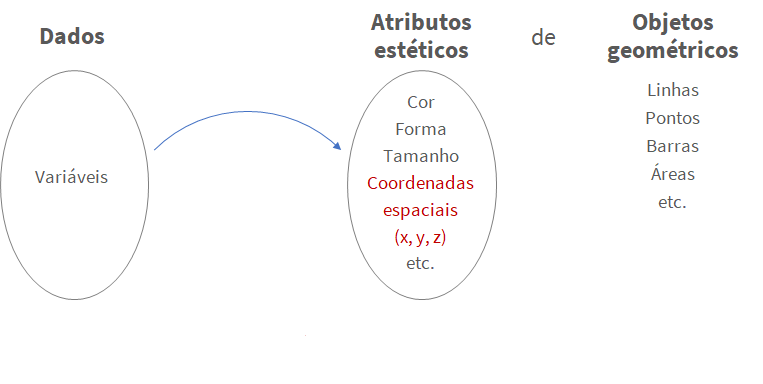 Dados
Atributos
estéticos
de
Objetos
geométricos
Variáveis
Cor
Forma
Tamanho
Coordenadas
espaciais
(x, y, z)
etc.
Linhas
Pontos
Barras
Áreas
etc.